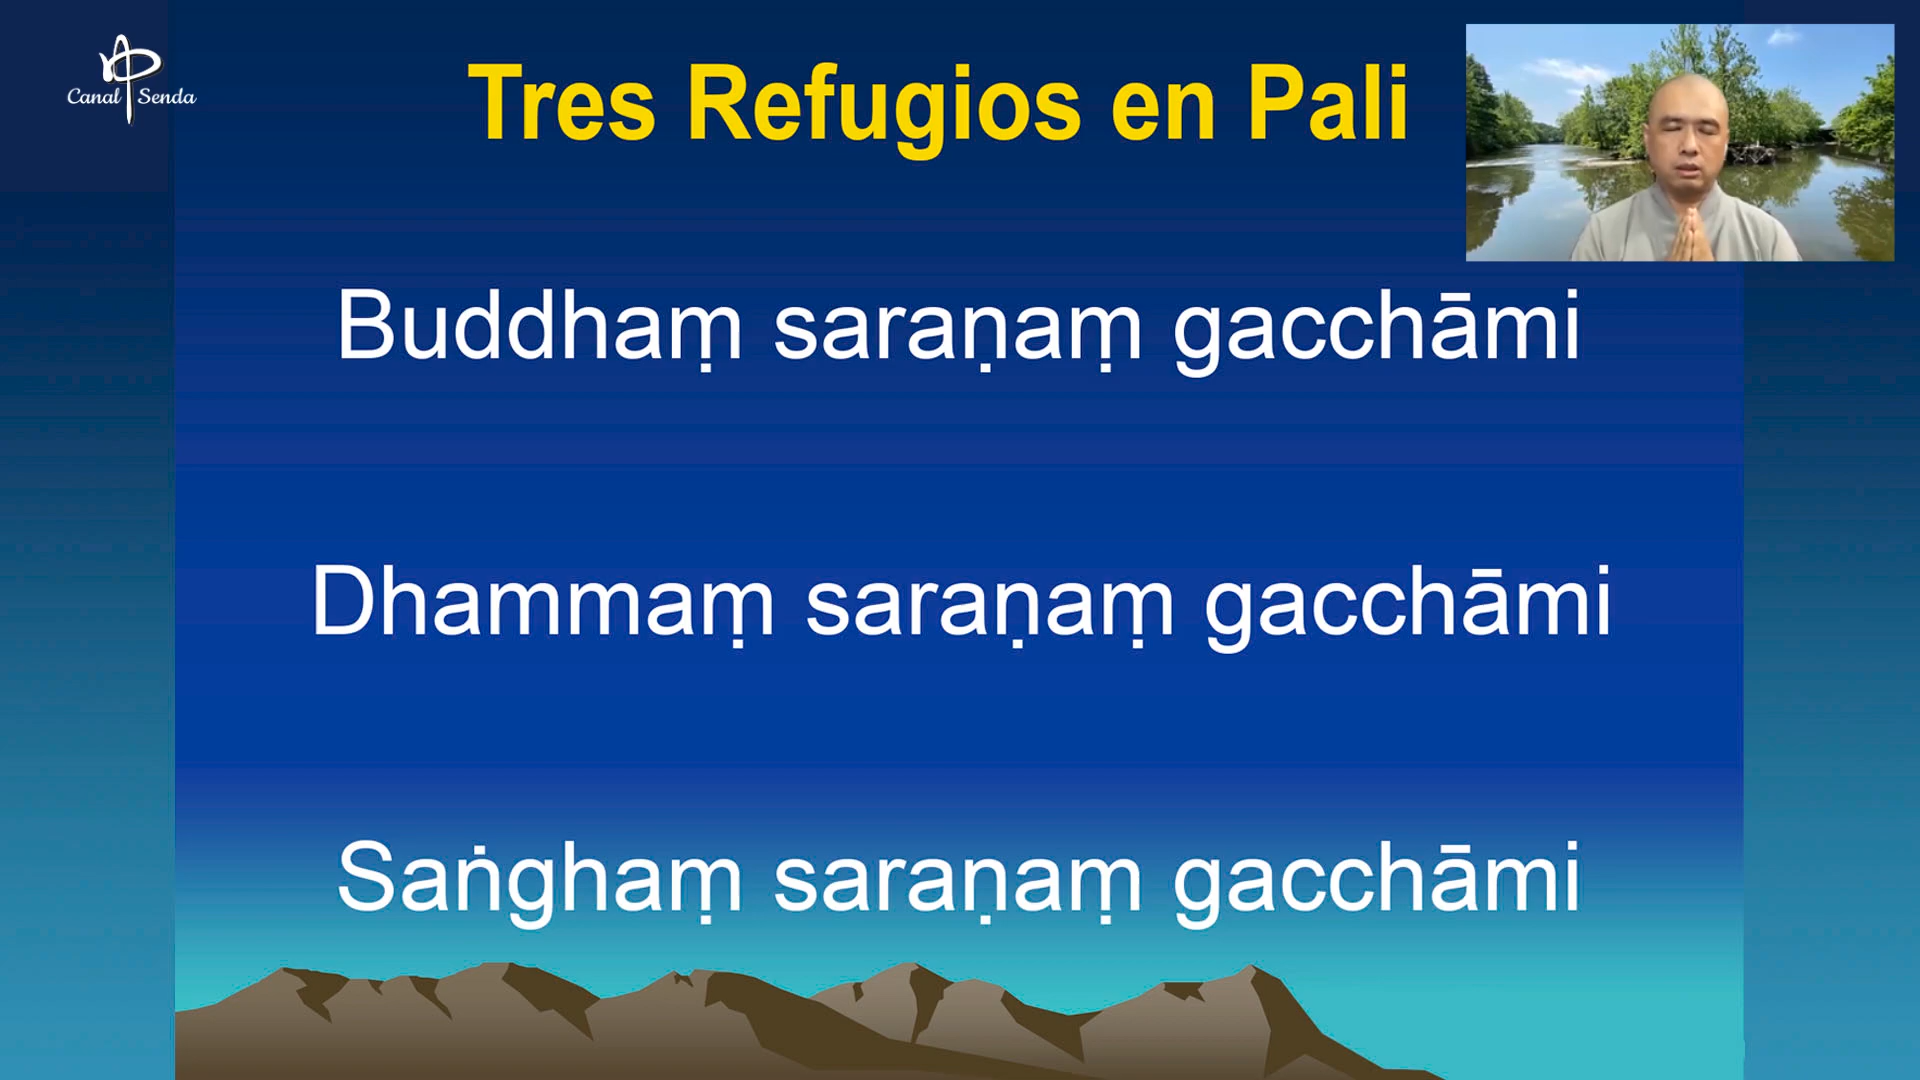 Canal Senda
Tres Refugios en Pali
Buddhaṃ saraṇaṃ gacchāmi
Dhammaṃ saraṇaṃ gacchāmi
Saṅghaṃ saraṇaṃ gacchāmi